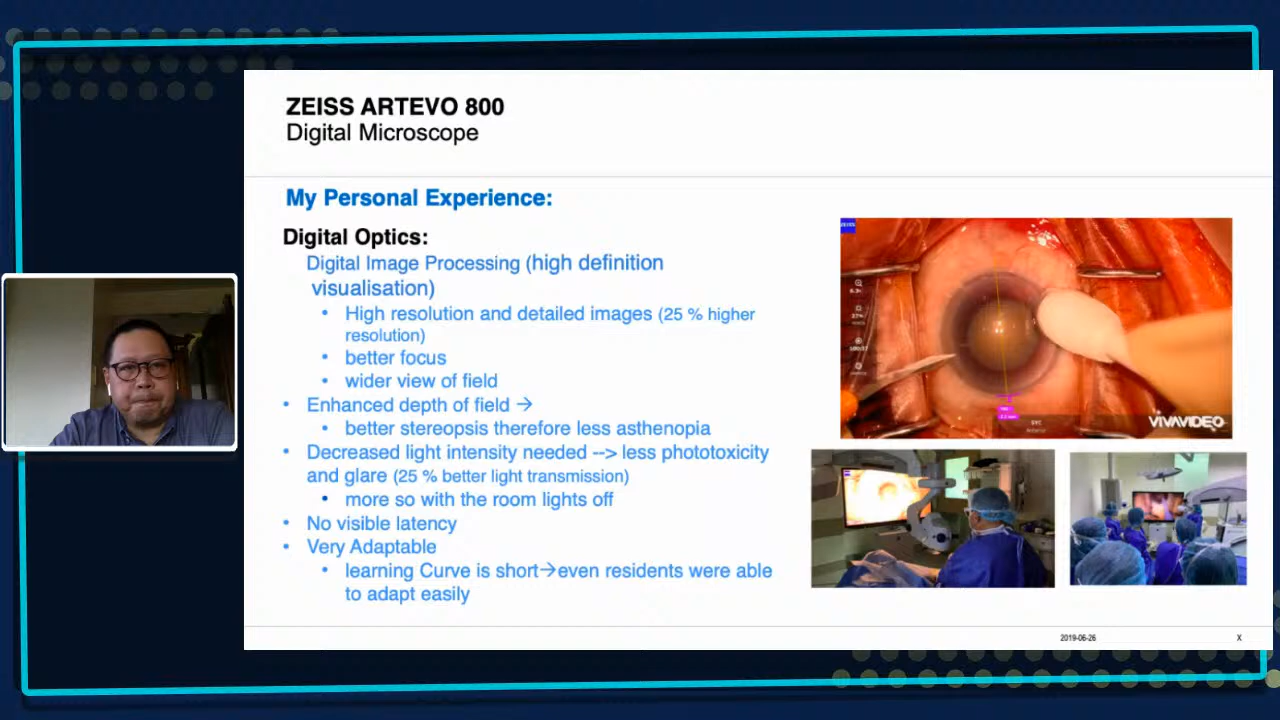 ZEISS ARTEVO 800
Digital Microscope
My Personal Experience:
Digital Optics:
Digital Image Processing (high definition
visualisation)
• High resolution and detailed images (25 % higher
resolution)
• better focus
• wider view of field
• Enhanced depth of field →
• better stereopsis therefore less asthenopia
• Decreased light intensity needed --> less phototoxicity
and glare (25 % better light transmission)
• more so with the room lights off
• No visible latency
• Very Adaptable
• learning Curve is short→even residents were able
to adapt easily
VIVAVIDEO
2019-06-26
X